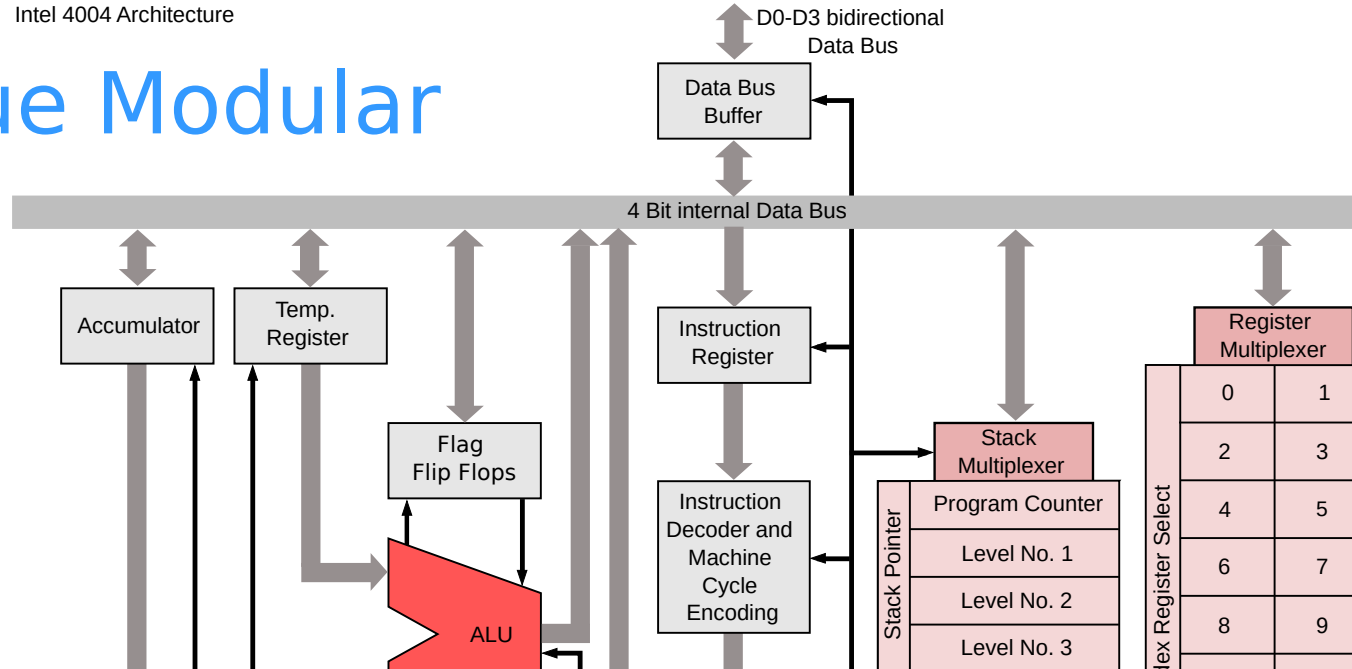 Intel 4004 Architecture
D0-D3 bidirectional
Data Bus
Modular
Data Bus
Buffer
4 Bit internal Data Bus
Accumulator
Temp.
Register
Instruction
Register
Register
Multiplexer
Flag
Flip Flops
Stack
Multiplexer
0 1
2 3
4 5
6 7
8 9
Instruction
Decoder and
Machine
Cycle
Encoding
Stack Pointer
Program Counter
Level No. 1
Level No. 2
Level No. 3
Register Select
ALU